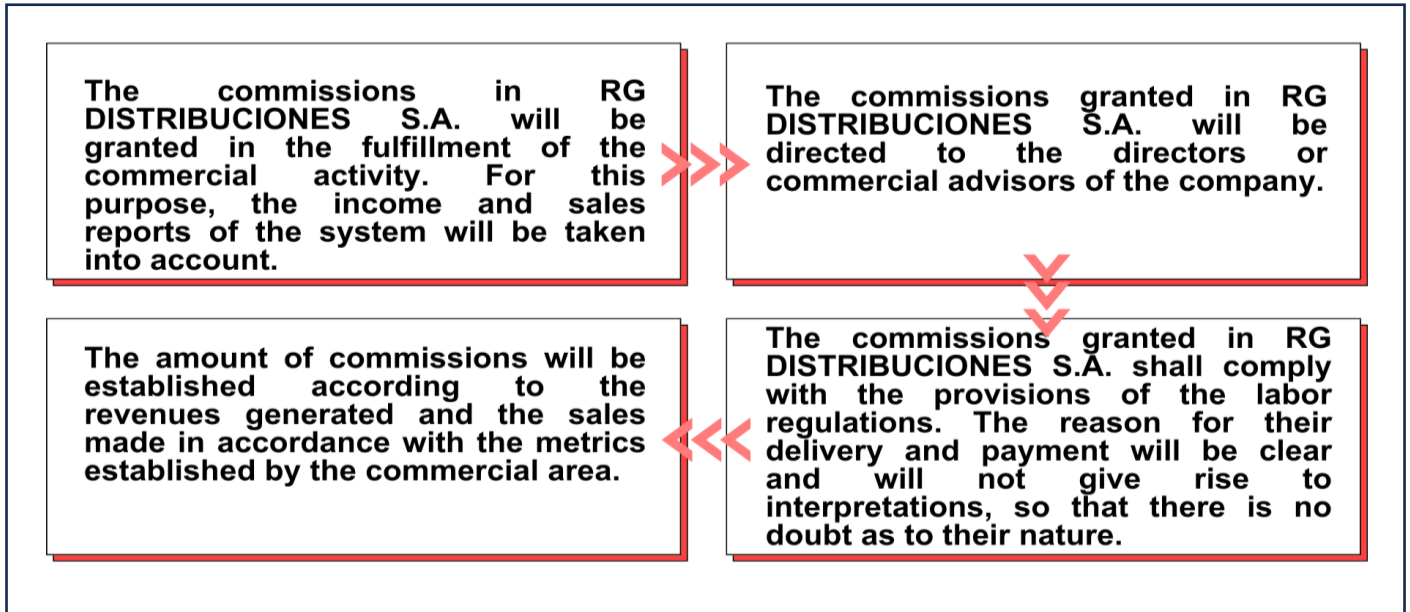 The commissions in RG
DISTRIBUCIONES S.A. will be
granted in the fulfillment of the
commercial activity. For this
purpose, the income and sales
reports of the system will be taken
into account.
The commissions granted in RG
DISTRIBUCIONES S.A. will be
directed to the directors or
commercial advisors of the company.
The commissions granted in RG
DISTRIBUCIONES S.A. shall comply
with the provisions of the labor
regulations. The reason for their
delivery and payment will be clear
and will not give rise to
interpretations, so that there is no
doubt as to their nature.
The amount of commissions will be
established according to the
revenues generated and the sales
made in accordance with the metrics
established by the commercial area.